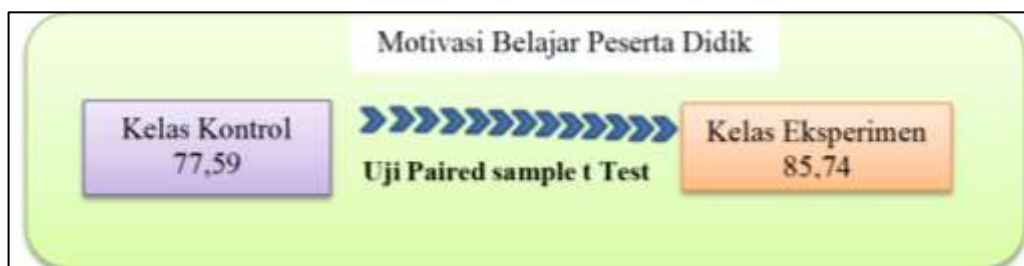 Motivasi Belajar Peserta Didik
Kelas Kontrol
77,59
Uji Paired sample t Test
Kelas Eksperimen
85,74